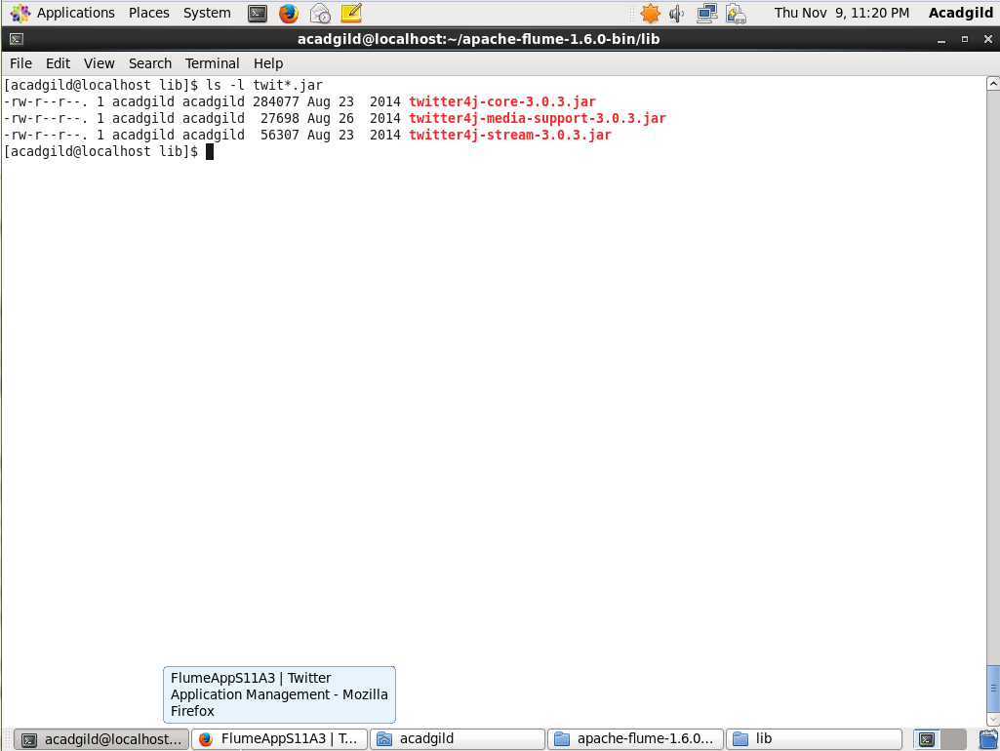 Applications Places System Thu Nov  9, 11:20 PM Acadgild
acadgild@localhost:~/apache-flume-1.6.0-bin/lib
File Edit View Search Terminal Help
[acadgild@localhost lib]$ ls -l twit*.jar
-rw-r--r--. 1 acadgild acadgild 284077 Aug 23  2014 twitter4j-core-3.0.3.jar
-rw-r--r--. 1 acadgild acadgild  27698 Aug 26  2014 twitter4j-media-support-3.0.3.jar
-rw-r--r--. 1 acadgild acadgild  56307 Aug 23  2014 twitter4j-stream-3.0.3.jar
[acadgild@localhost lib]$
FlumeAppS11A3 | Twitter
Application Management - Mozilla
Firefox
acadgild@localhost... FlumeAppS11A3 | T... acadgild apache-flume-1.6.0... lib